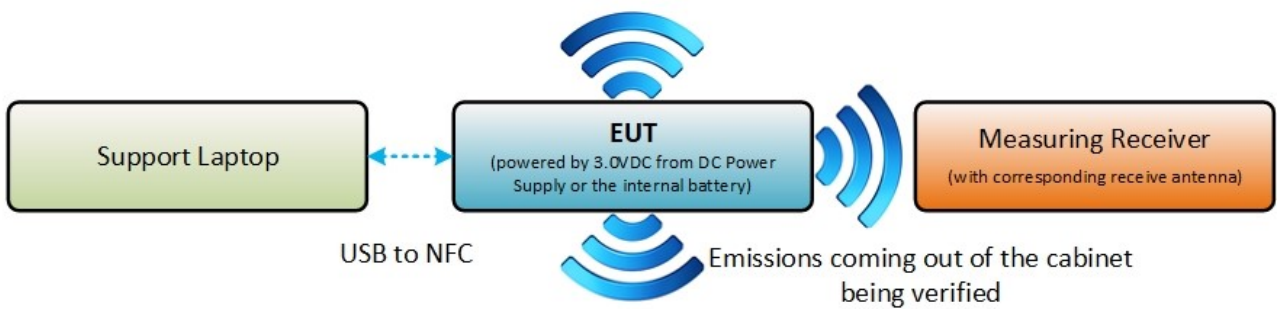 Support Laptop
EUT
(powered by 3.0VDC from DC Power
Supply or the internal battery)
Measuring Receiver
(with corresponding receive antenna)
USB to NFC
Emissions coming out of the cabinet
being verified